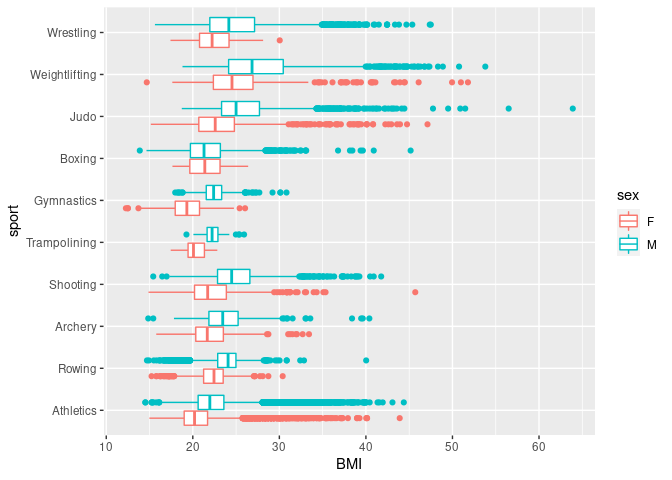 Wrestling
Weightlifting
Judo
Boxing
Gymnastics
Trampolining
Shooting
Archery
Rowing
Athletics
sport
10 20 30 40 50 60
BMI
sex
F
M